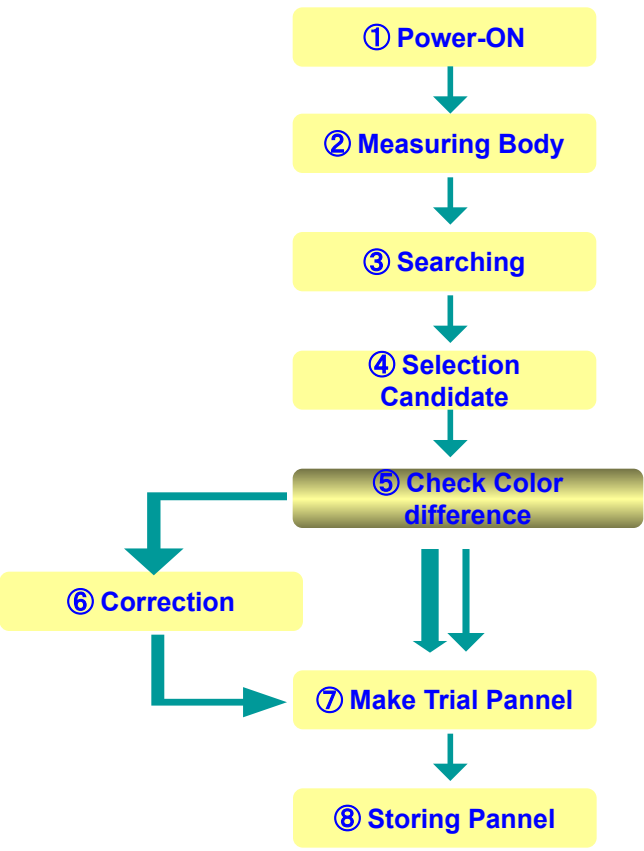 ① Power-ON
② Measuring Body
③ Searching
④ Selection
Candidate
⑤ Check Color
difference
⑥ Correction
⑦ Make Trial Pannel
⑧ Storing Pannel